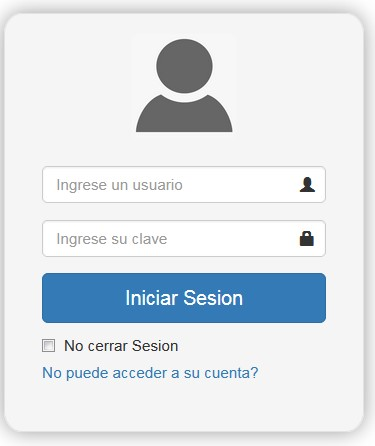 Ingrese un usuario
Ingrese su clave
Iniciar Sesion
No cerrar Sesion
No puede acceder a su cuenta?